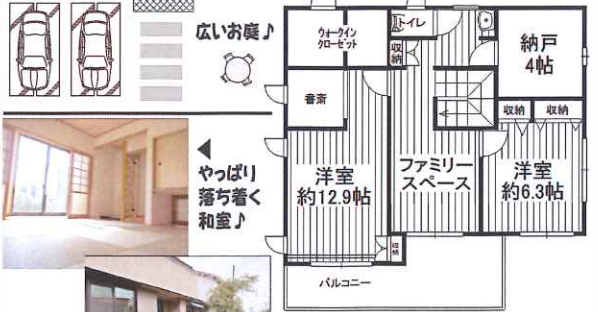 広いお庭♪
やっぱり
落ち着く
和室♪
ウォークイン
クローゼット
トイレ
収納
納戸
4帖
書斎
収納
収納
洋室
約12.9帖
ファミリー
スペース
洋室
約6.3帖
収納
バルコニー